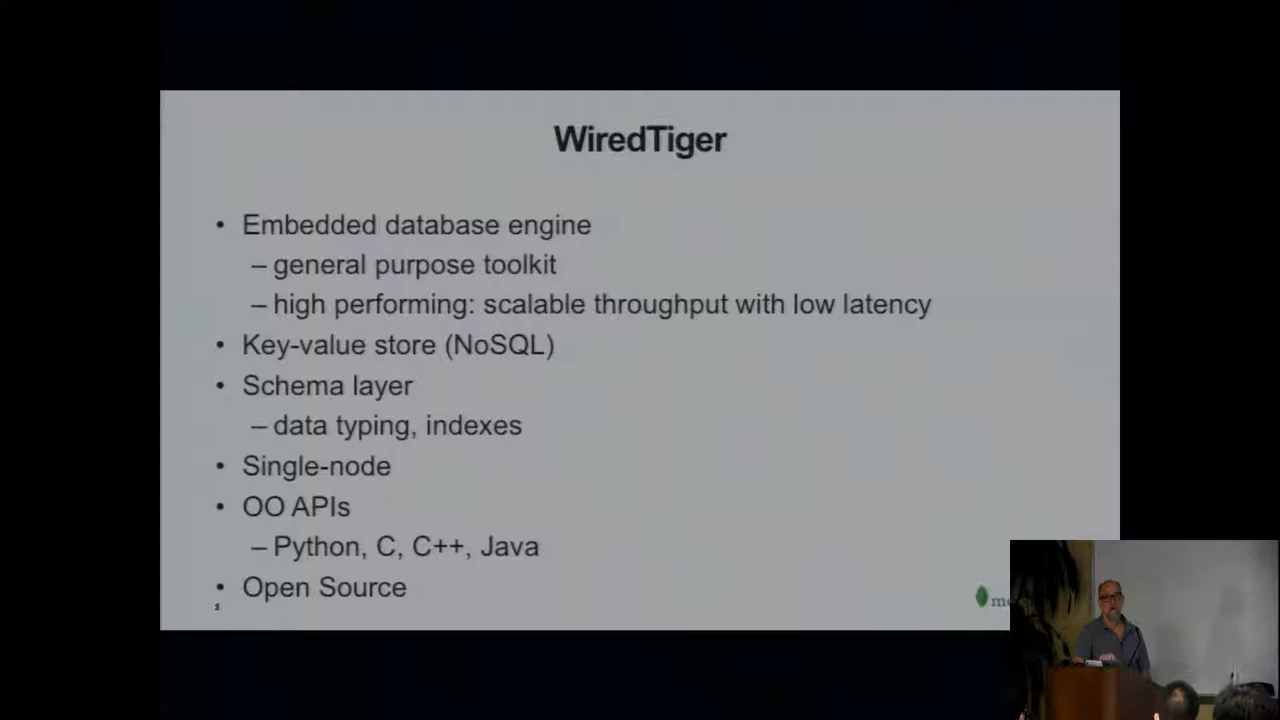 WiredTiger
• Embedded database engine
– general purpose toolkit
– high performing: scalable throughput with low latency
• Key-value store (NoSQL)
• Schema layer
– data typing, indexes
• Single-node
• OO APIs
– Python, C, C++, Java
• Open Source